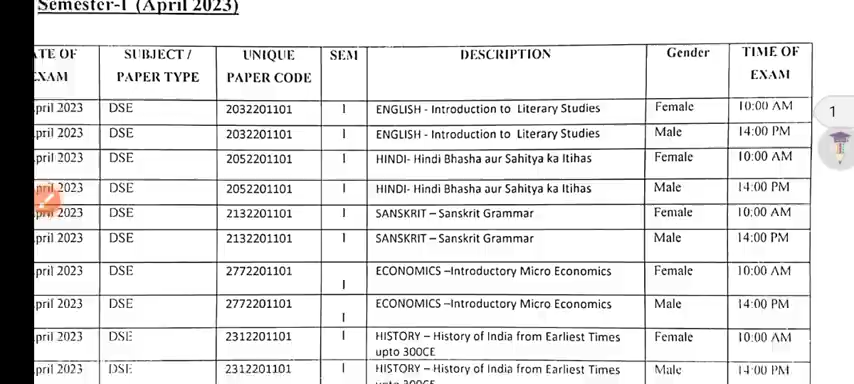 Semester-I (April 2023)
ATE OF EXAM SUBJECT / PAPER TYPE UNIQUE PAPER CODE SEM DESCRIPTION Gender TIME OF EXAM
pril 2023 DSE 2032201101 I ENGLISH - Introduction to Literary Studies Female 10:00 AM
pril 2023 DSE 2032201101 I ENGLISH - Introduction to Literary Studies Male 14:00 PM
pril 2023 DSE 2052201101 I HINDI- Hindi Bhasha aur Sahitya ka Itihas Female 10:00 AM
pril 2023 DSE 2052201101 I HINDI- Hindi Bhasha aur Sahitya ka Itihas Male 14:00 PM
pril 2023 DSE 2132201101 I SANSKRIT – Sanskrit Grammar Female 10:00 AM
pril 2023 DSE 2132201101 I SANSKRIT – Sanskrit Grammar Male 14:00 PM
pril 2023 DSE 2772201101 I ECONOMICS –Introductory Micro Economics Female 10:00 AM
pril 2023 DSE 2772201101 I ECONOMICS –Introductory Micro Economics Male 14:00 PM
pril 2023 DSE 2312201101 I HISTORY – History of India from Earliest Times Female 10:00 AM
upto 300CE
pril 2023 DSE 2312201101 I HISTORY – History of India from Earliest Times Male 14:00 PM
upto 300CE
1